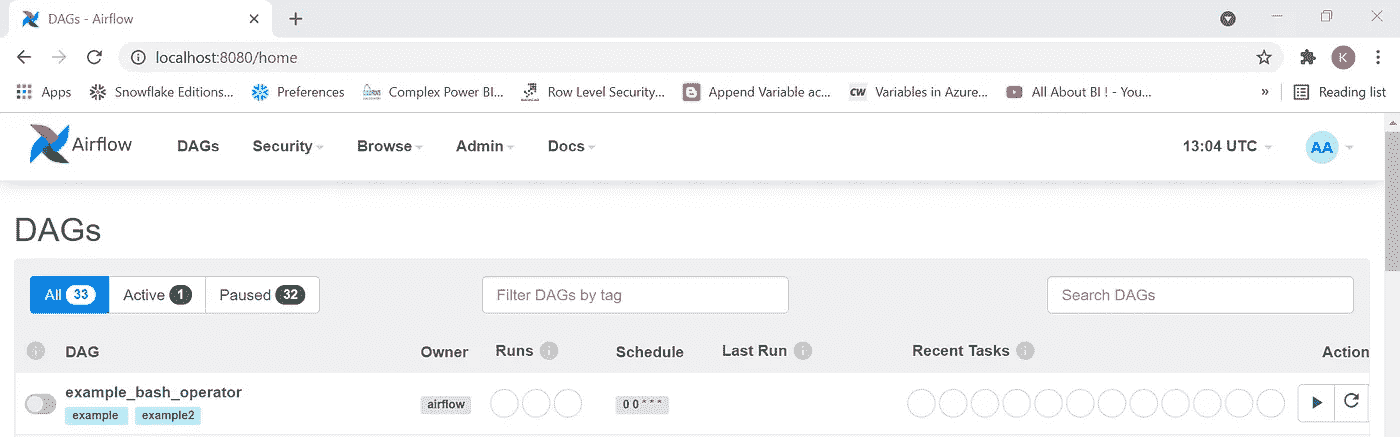 DAGs - Airflow
localhost:8080/home
K
Apps Snowflake Editions... Preferences Complex Power BI... Row Level Security... Append Variable ac... CW Variables in Azure... All About BI ! - You... » Reading list
Airflow DAGs Security Browse Admin Docs 13:04 UTC AA
DAGs
All 33 Active 1 Paused 32 Filter DAGs by tag Search DAGs
DAG Owner Runs Schedule Last Run Recent Tasks Action
example_bash_operator
airflow 0 0 * * *
example example2